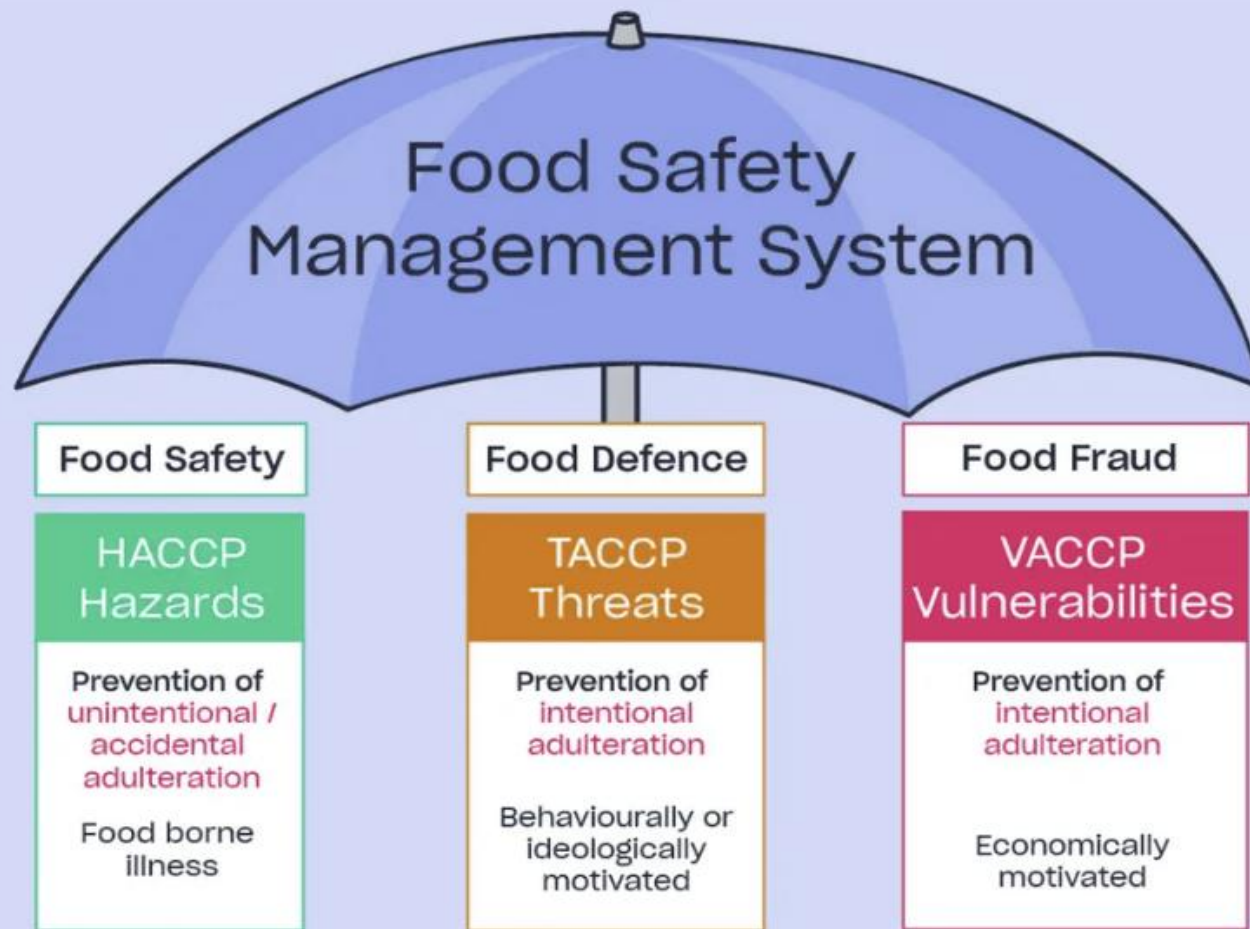 Food Safety
Management System
Food Safety
HACCP
Hazards
Prevention of
unintentional /
accidental
adulteration
Food borne
illness
Food Defence
TACCP
Threats
Prevention of
intentional
adulteration
Behaviourally or
ideologically
motivated
Food Fraud
VACCP
Vulnerabilities
Prevention of
intentional
adulteration
Economically
motivated